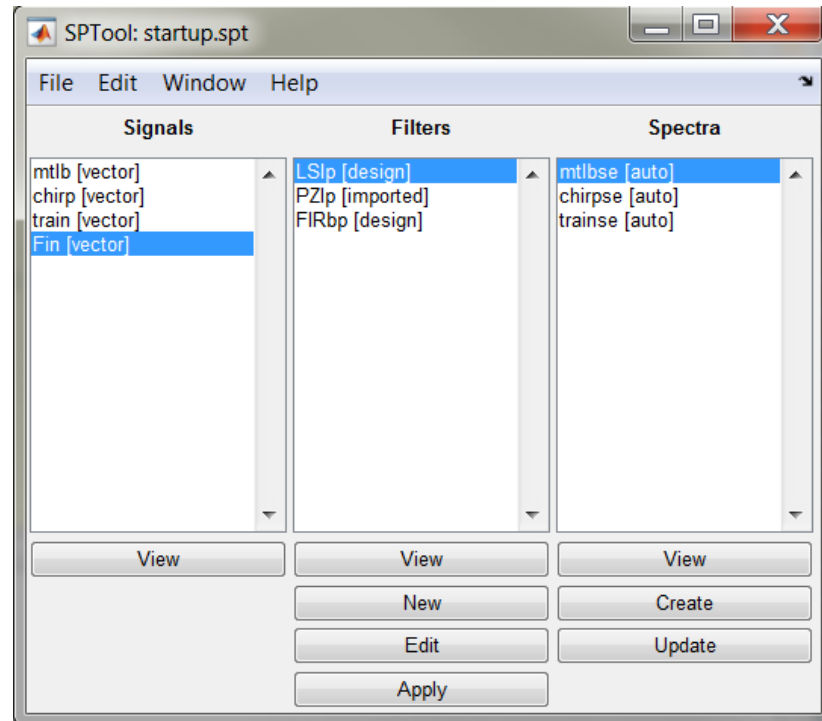 SPTool: startup.spt
File Edit Window Help
Signals Filters Spectra
mtlb [vector]
chirp [vector]
train [vector]
Fin [vector]
LSlp [design]
PZlp [imported]
FIRbp [design]
mtlbse [auto]
chirpse [auto]
trainse [auto]
View View View
New Create
Edit Update
Apply